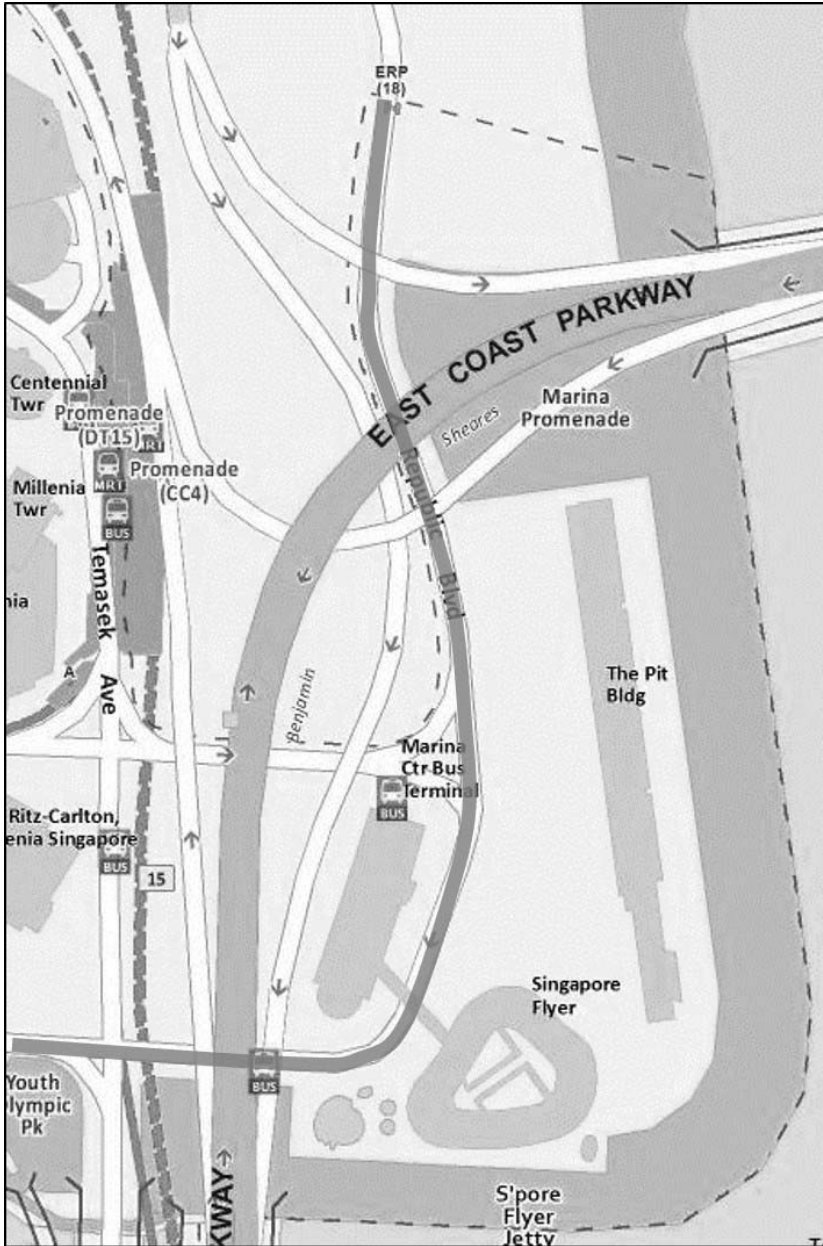 ERP
(18)
EAST COAST PARKWAY
Centennial
Twr
Promenade
(DT15)
MRT
Promenade
(CC4)
MRT
Millenia
Twr
BUS
Sheares
Marina
Promenade
Republic Blvd
Temasek Ave
nia
A
Benjamin
The Pit
Bldg
Marina
Ctr Bus
Terminal
BUS
Ritz-Carlton,
enia Singapore
BUS
15
Singapore
Flyer
BUS
Youth
lympic
Pk
KWAY
S'pore
Flyer
Jetty